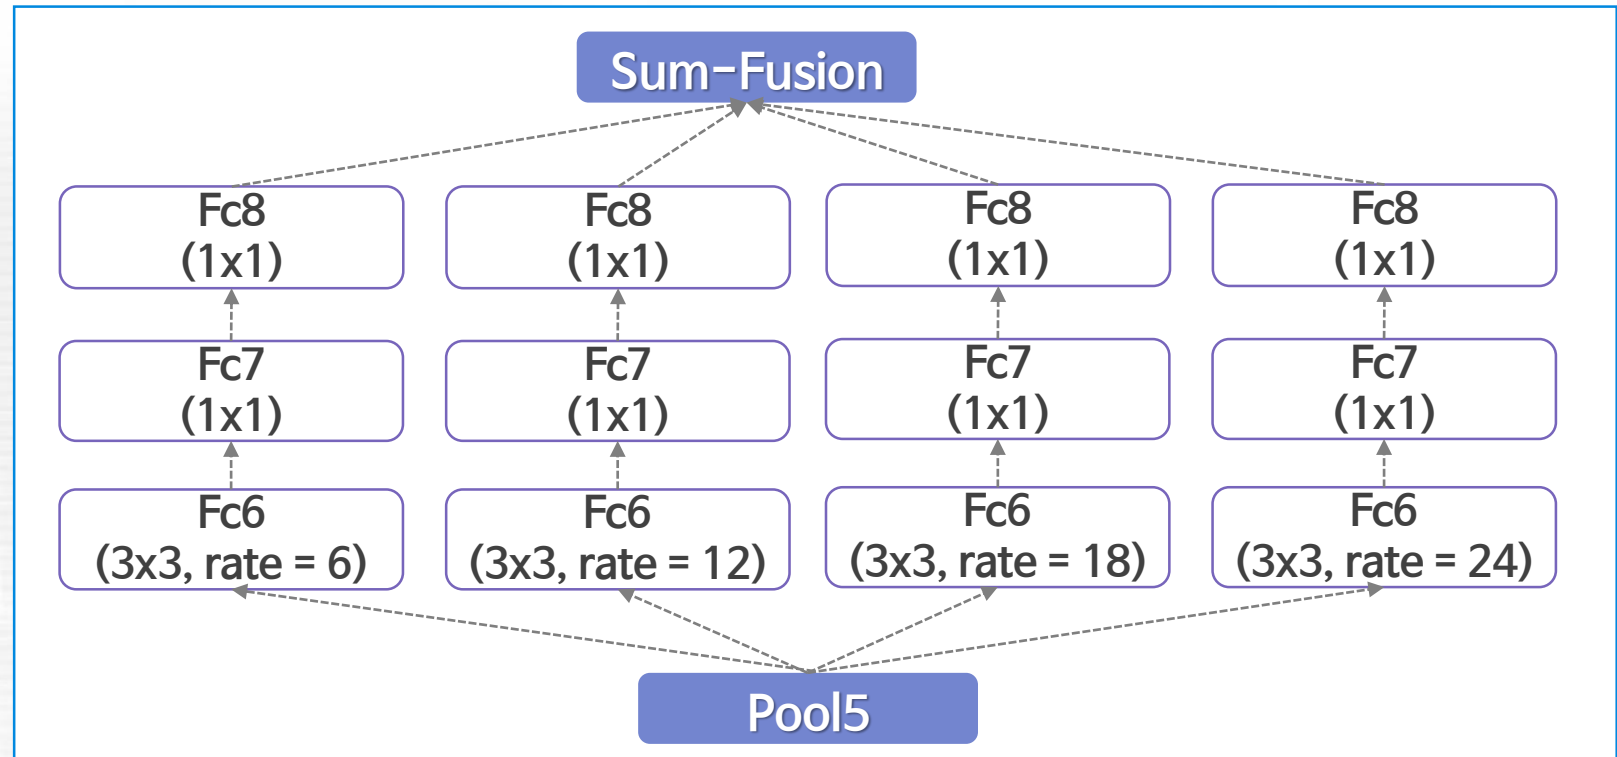 Sum-Fusion
Fc8
(1x1)
Fc8
(1x1)
Fc8
(1x1)
Fc8
(1x1)
Fc7
(1x1)
Fc7
(1x1)
Fc7
(1x1)
Fc7
(1x1)
Fc6
(3x3, rate = 6)
Fc6
(3x3, rate = 12)
Fc6
(3x3, rate = 18)
Fc6
(3x3, rate = 24)
Pool5